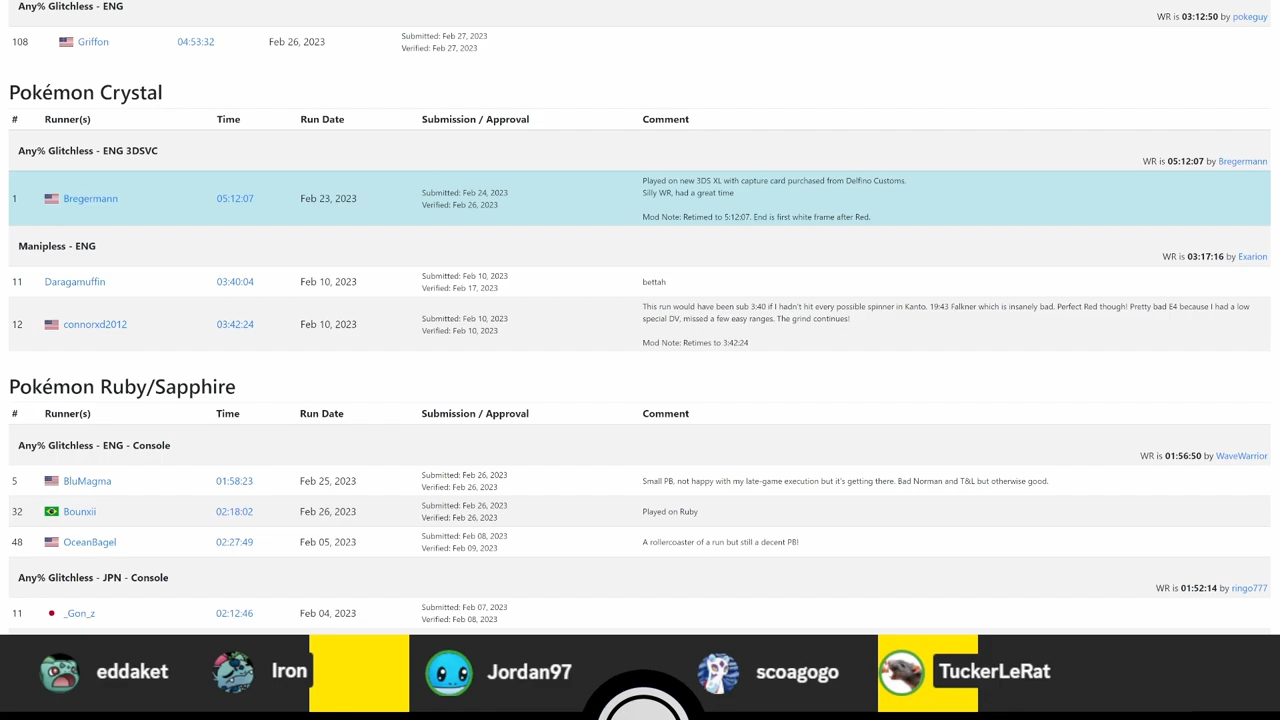 Any% Glitchless - ENG
WR is 03:12:50 by pokeguy
108 Griffon 04:53:32 Feb 26, 2023 Submitted: Feb 27, 2023
Verified: Feb 27, 2023
Pokémon Crystal
# Runner(s) Time Run Date Submission / Approval Comment
Any% Glitchless - ENG 3DSVC
WR is 05:12:07 by Bregermann
1 Bregermann 05:12:07 Feb 23, 2023 Submitted: Feb 24, 2023
Verified: Feb 26, 2023
Played on new 3DS XL with capture card purchased from Delfino Customs.
Silly WR, had a great time
Mod Note: Retimed to 5:12:07. End is first white frame after Red.
Manipless - ENG
WR is 03:17:16 by Exarion
11 Daragamuffin 03:40:04 Feb 10, 2023 Submitted: Feb 10, 2023
Verified: Feb 17, 2023
bettah
12 connorxd2012 03:42:24 Feb 10, 2023 Submitted: Feb 10, 2023
Verified: Feb 10, 2023
This run would have been sub 3:40 if I hadn't hit every possible spinner in Kanto. 19:43 Falkner which is insanely bad. Perfect Red though! Pretty bad E4 because I had a low
special DV, missed a few easy ranges. The grind continues!
Mod Note: Retimes to 3:42:24
Pokémon Ruby/Sapphire
# Runner(s) Time Run Date Submission / Approval Comment
Any% Glitchless - ENG - Console
WR is 01:56:50 by WaveWarrior
5 BluMagma 01:58:23 Feb 25, 2023 Submitted: Feb 26, 2023
Verified: Feb 26, 2023
Small PB, not happy with my late-game execution but it's getting there. Bad Norman and T&L but otherwise good.
32 Bounxii 02:18:02 Feb 26, 2023 Submitted: Feb 26, 2023
Verified: Feb 26, 2023
Played on Ruby
48 OceanBagel 02:27:49 Feb 05, 2023 Submitted: Feb 08, 2023
Verified: Feb 09, 2023
A rollercoaster of a run but still a decent PB!
Any% Glitchless - JPN - Console
WR is 01:52:14 by ringo777
11 _Gon_z 02:12:46 Feb 04, 2023 Submitted: Feb 07, 2023
Verified: Feb 08, 2023
eddaket Iron Jordan97 scoagogo TuckerLeRat